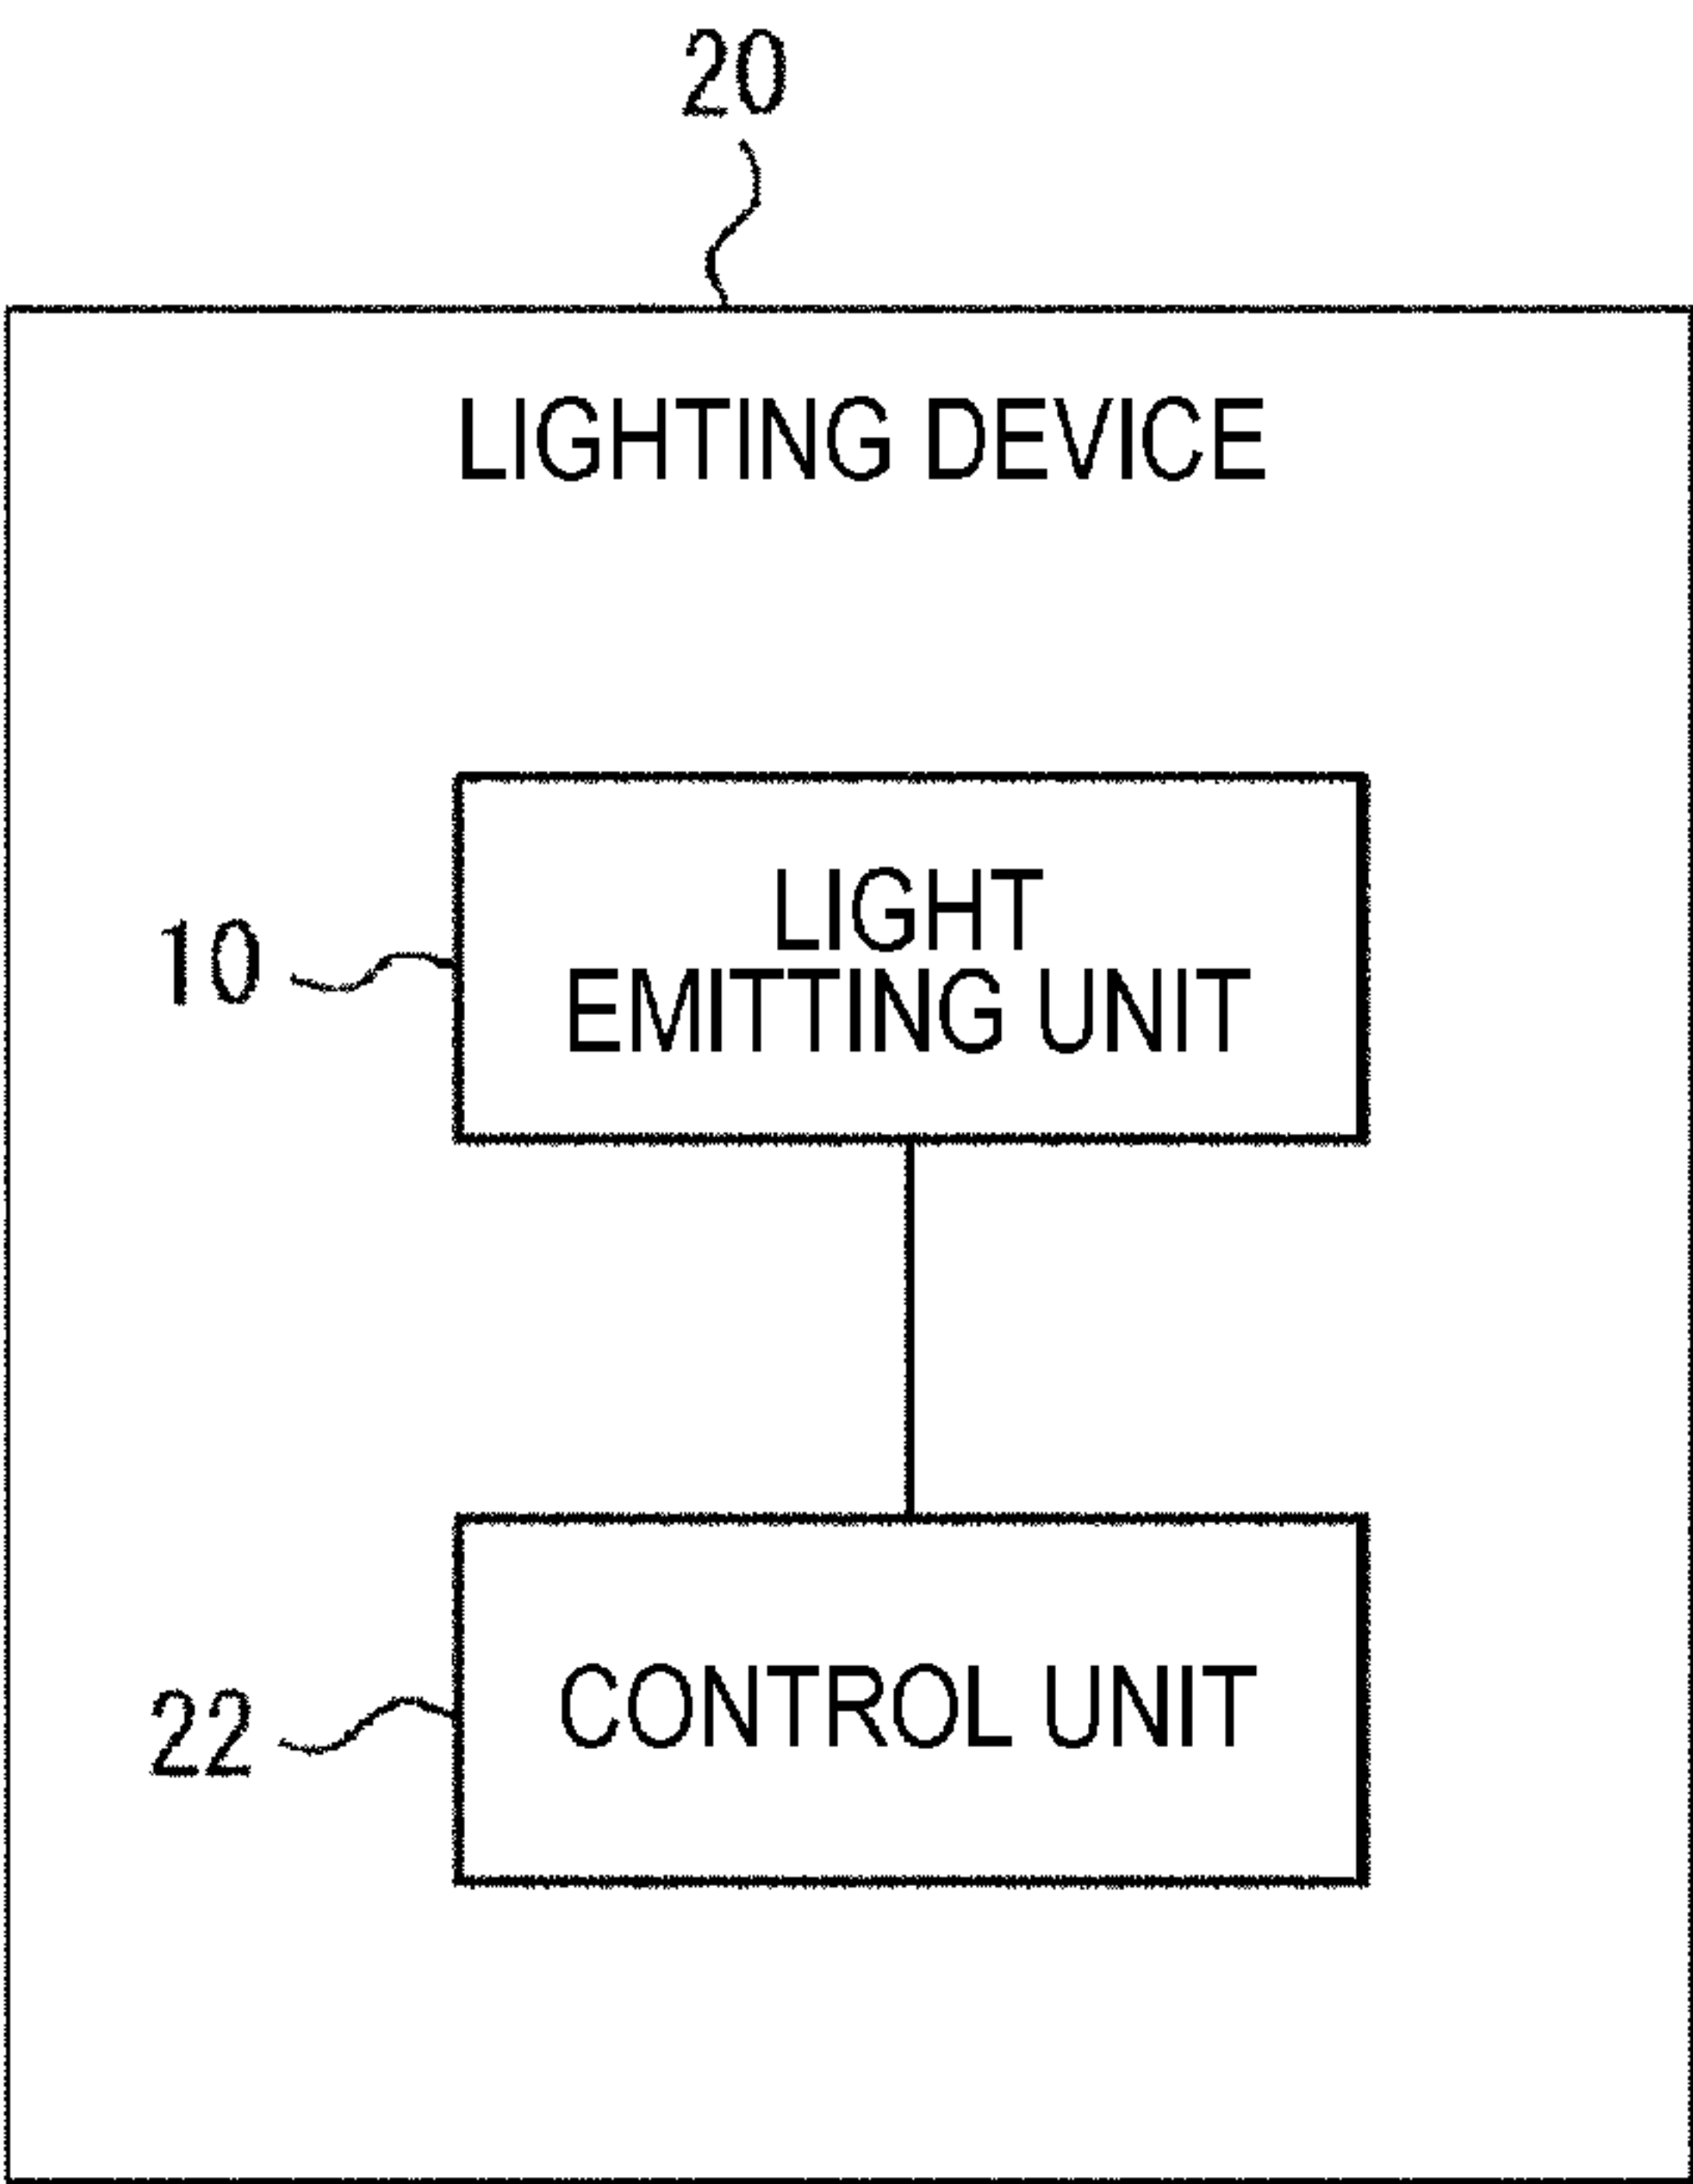 20
LIGHTING DEVICE
10
LIGHT
EMITTING UNIT
22
CONTROL UNIT